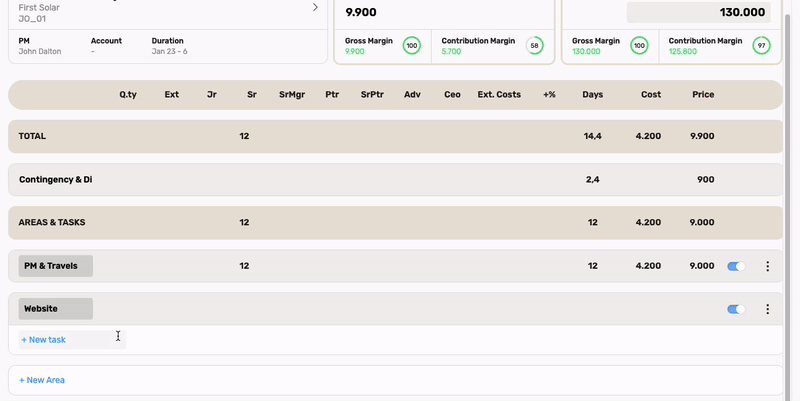 First Solar
JO_01
PM Account Duration
John Dalton - Jan 23 - 6
9.900
Gross Margin Contribution Margin
9.900 100 5.700 58
130.000
Gross Margin Contribution Margin
130.000 100 125.800 97
Q.ty Ext Jr Sr SrMgr Ptr SrPtr Adv Ceo Ext. Costs +% Days Cost Price
TOTAL 12 14,4 4.200 9.900
Contingency & Di 2,4 900
AREAS & TASKS 12 12 4.200 9.000
PM & Travels 12 12 4.200 9.000
Website
+ New task
+ New Area